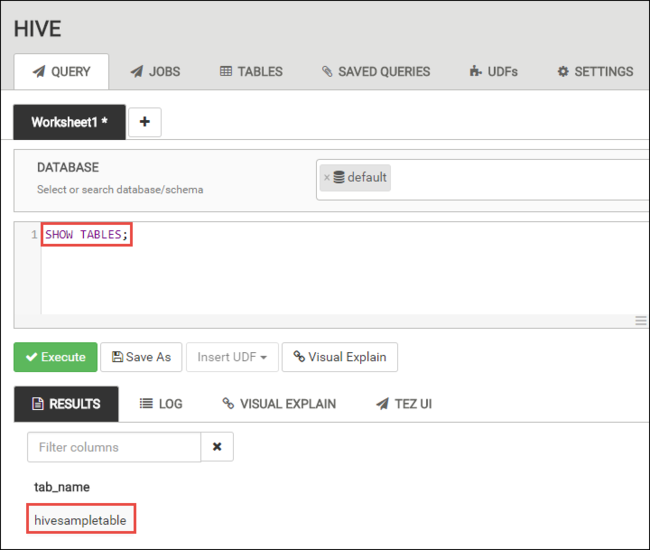 HIVE
QUERY JOBS TABLES SAVED QUERIES UDFs SETTINGS
Worksheet1 * +
DATABASE
Select or search database/schema
× default
1 SHOW TABLES;
Execute Save As Insert UDF Visual Explain
RESULTS LOG VISUAL EXPLAIN TEZ UI
Filter columns
tab_name
hivesampletable